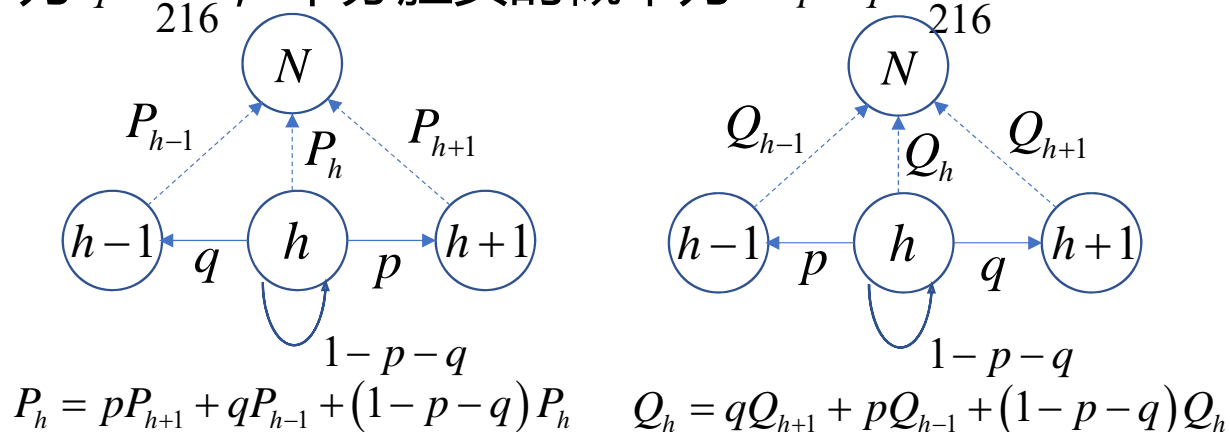 216
216
N
N
P_{h-1}
P_h
P_{h+1}
Q_{h-1}
Q_h
Q_{h+1}
h−1
q
h
p
h+1
h−1
p
h
q
h+1
1−p−q
1−p−q
P_h = pP_{h+1} + qP_{h-1} + (1−p−q)P_h
Q_h = qQ_{h+1} + pQ_{h-1} + (1−p−q)Q_h